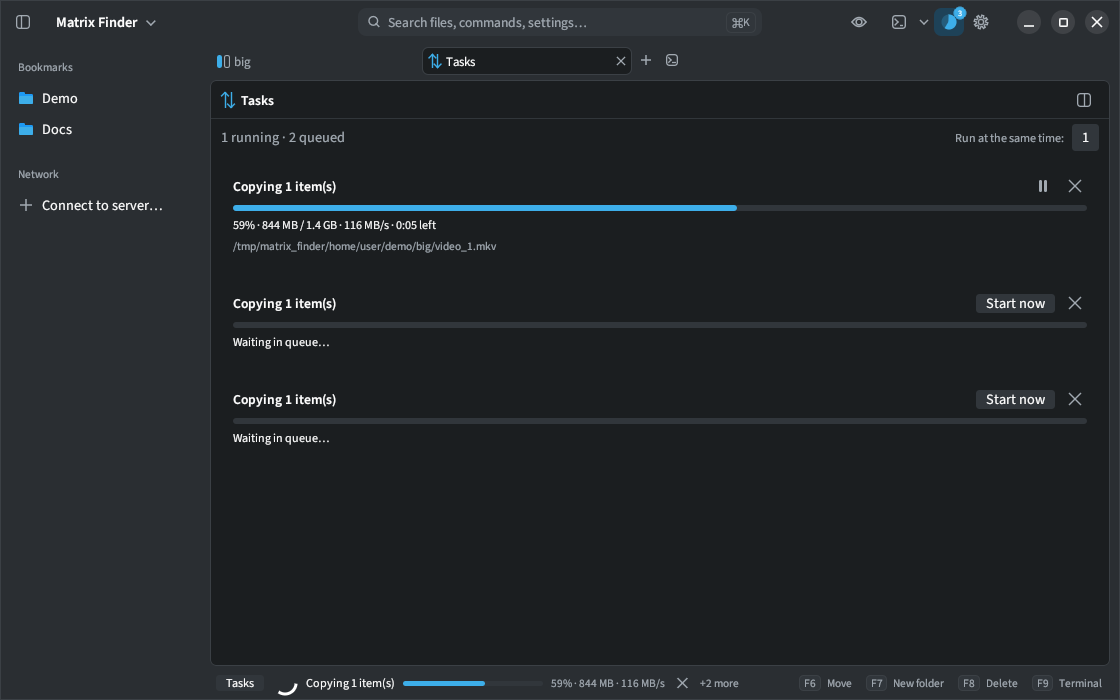 Matrix Finder
Search files, commands, settings…
⌘K
3
Bookmarks
Demo
Docs
Network
Connect to server…
big
Tasks
Tasks
1 running · 2 queued
Run at the same time: 1
Copying 1 item(s)
59% · 844 MB / 1.4 GB · 116 MB/s · 0:05 left
/tmp/matrix_finder/home/user/demo/big/video_1.mkv
Copying 1 item(s)
Start now
Waiting in queue…
Copying 1 item(s)
Start now
Waiting in queue…
Tasks
Copying 1 item(s)
59% · 844 MB · 116 MB/s
+2 more
F6 Move
F7 New folder
F8 Delete
F9 Terminal